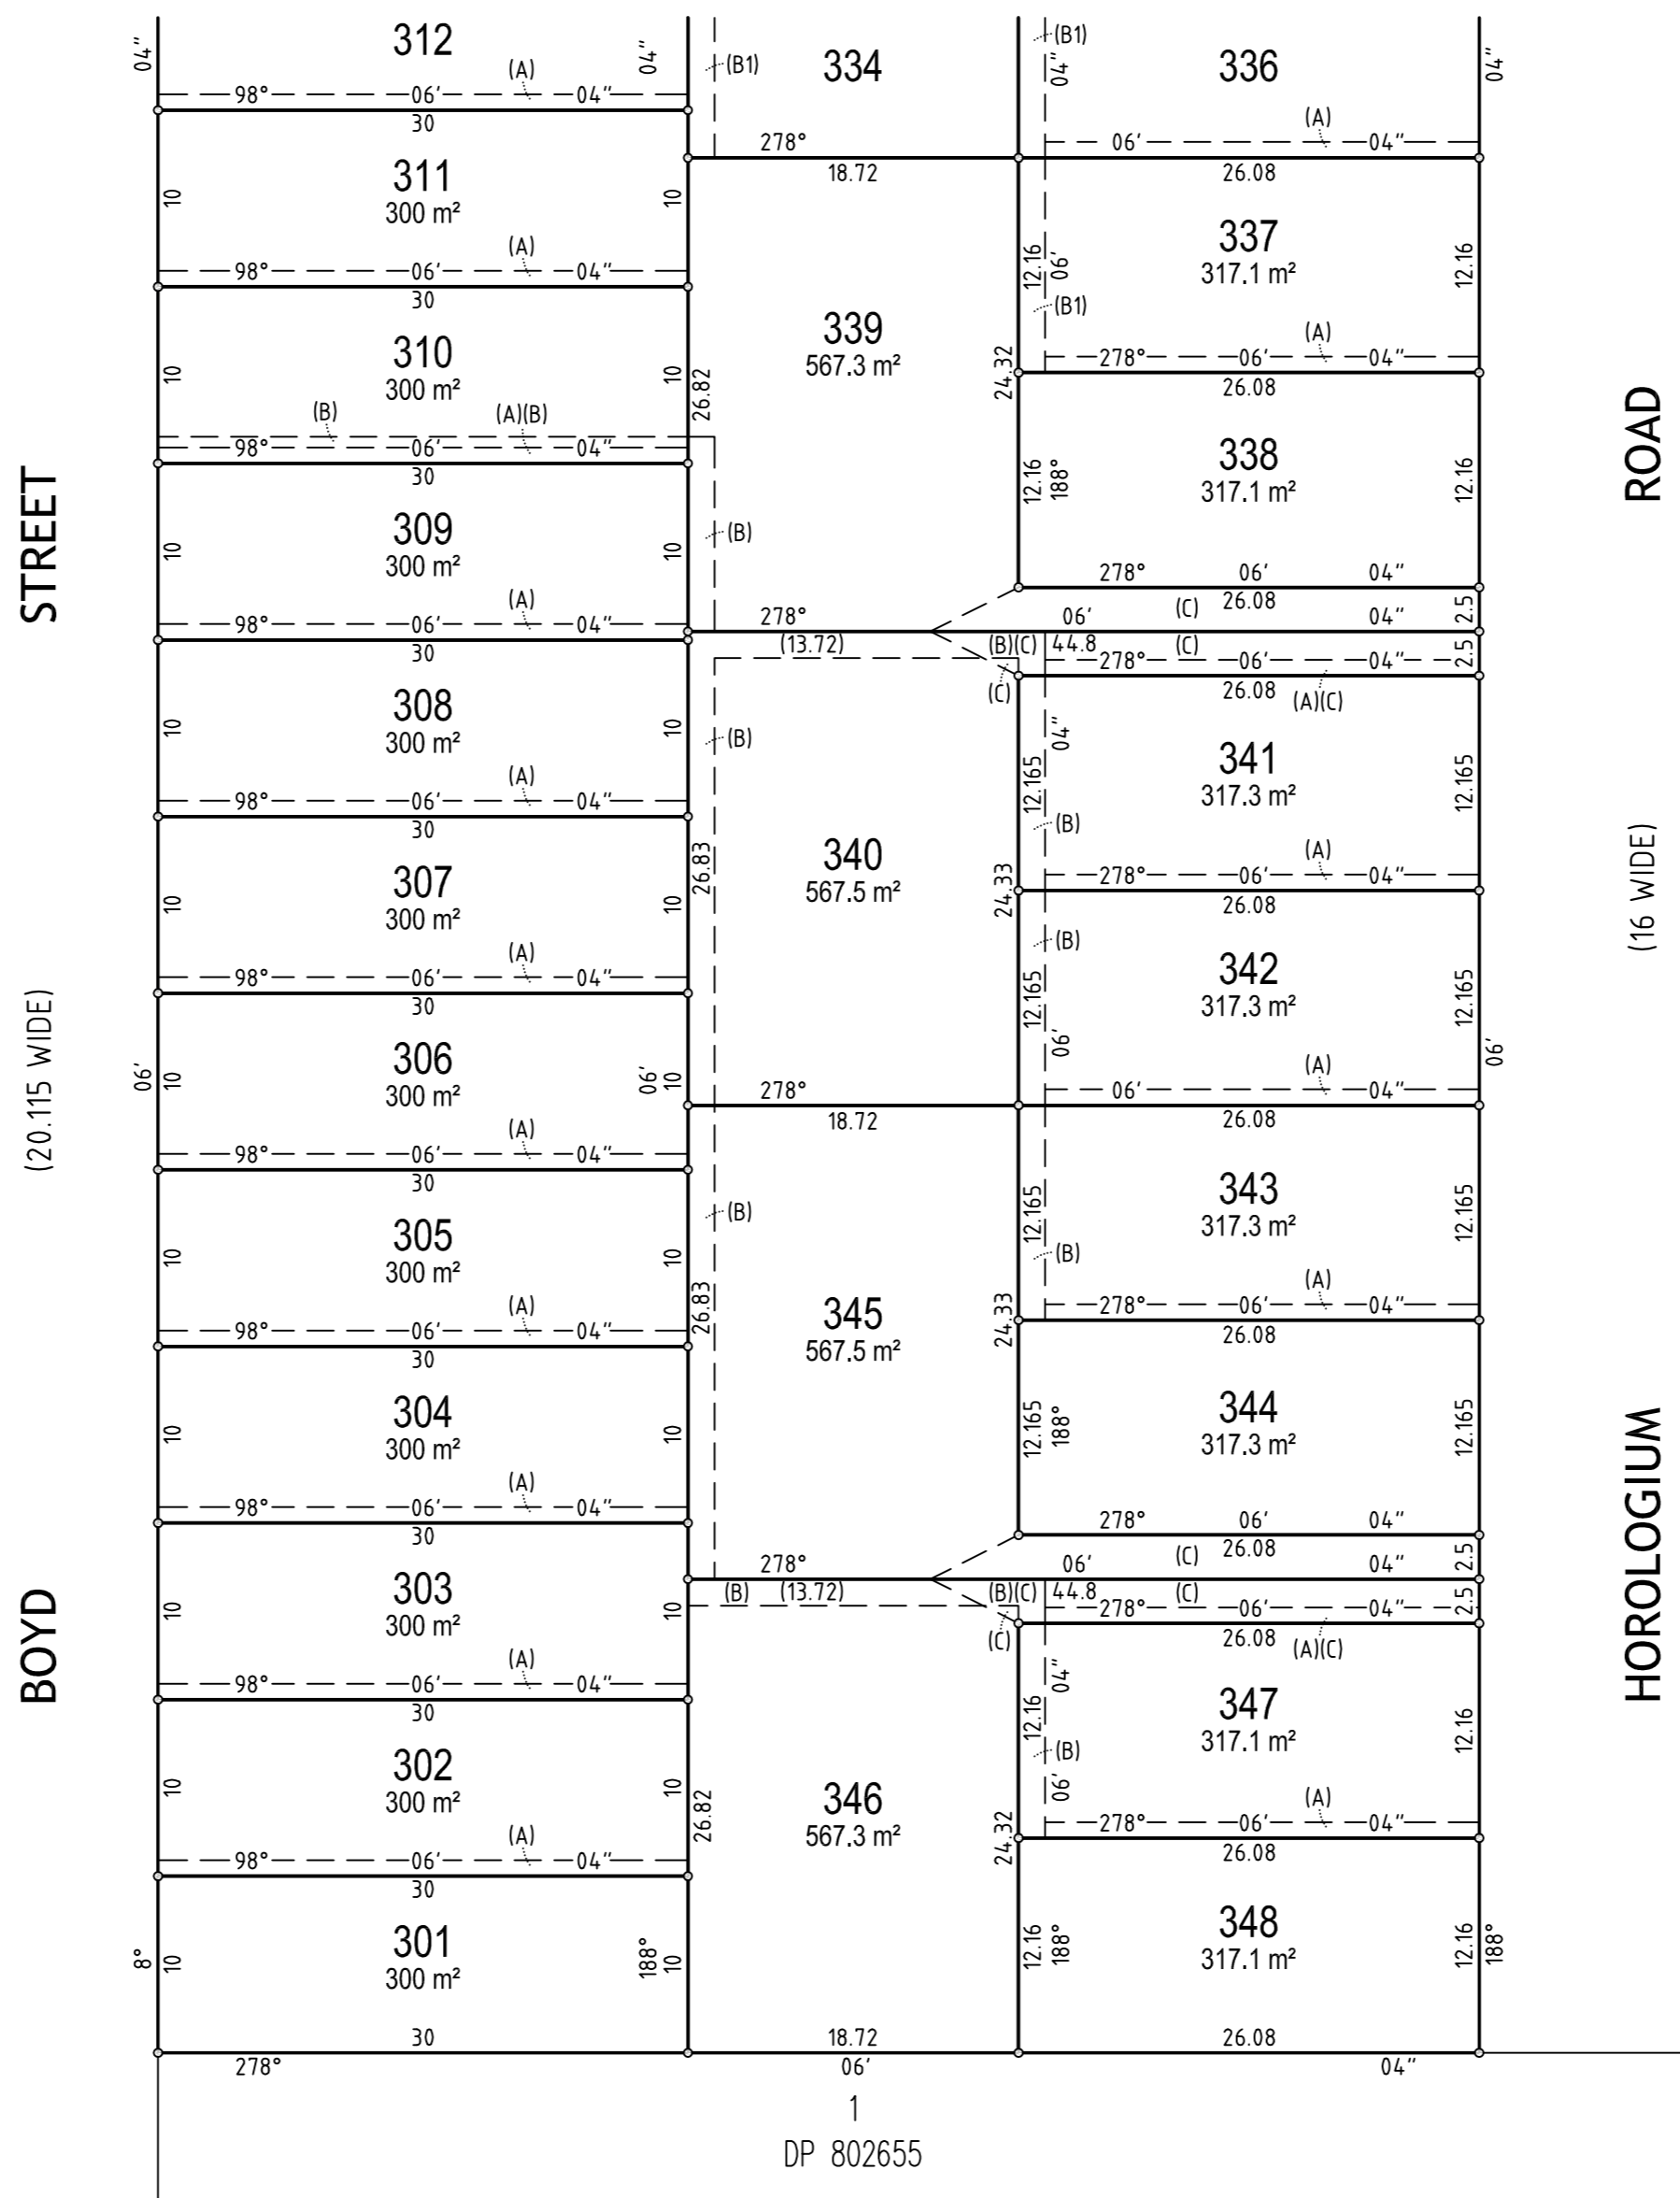 312
04"
04"
(A)
98° 06' 04"
30
311
300 m²
10
10
(A)
98° 06' 04"
30
310
300 m²
10
10
(B)
(A)(B)
98° 06' 04"
30
309
300 m²
10
10
(A)
98° 06' 04"
30
308
300 m²
10
10
(A)
98° 06' 04"
30
307
300 m²
10
10
(A)
98° 06' 04"
30
306
300 m²
06'
10
06'
10
(A)
98° 06' 04"
30
305
300 m²
10
10
(A)
98° 06' 04"
30
304
300 m²
10
10
(A)
98° 06' 04"
30
303
300 m²
10
10
(A)
98° 06' 04"
30
302
300 m²
10
10
(A)
98° 06' 04"
30
301
300 m²
8°
10
188°
10
30
278°
BOYD STREET
(20.115 WIDE)
334
(B1)
278°
18.72
339
567.3 m²
26.82
24.32
(B)
278° 06' 04"
(13.72)
44.8
(B)(C)
(C)
340
567.5 m²
(B)
26.83
24.33
278°
18.72
345
567.5 m²
(B)
26.83
24.33
278° 06' 04"
(B)
(13.72)
44.8
(B)(C)
(C)
346
567.3 m²
26.82
24.32
18.72
06'
336
(B1)
04"
04"
(A)
06' 04"
26.08
337
317.1 m²
12.16
06'
12.16
(B1)
(A)
278° 06' 04"
26.08
338
317.1 m²
12.16
188°
12.16
278° 06' 04"
26.08
(C)
2.5
(C)
2.5
278° 06' 04"
26.08
(A)(C)
341
317.3 m²
04"
12.165
12.165
(B)
(A)
278° 06' 04"
26.08
342
317.3 m²
(B)
12.165
06'
12.165
06'
(A)
06' 04"
26.08
343
317.3 m²
12.165
12.165
(B)
(A)
278° 06' 04"
26.08
344
317.3 m²
12.165
188°
12.165
278° 06' 04"
26.08
(C)
2.5
(C)
2.5
278° 06' 04"
26.08
(A)(C)
347
317.1 m²
04"
12.16
12.16
(B)
06'
(A)
278° 06' 04"
26.08
348
317.1 m²
12.16
188°
12.16
188°
26.08
04"
HOROLOGIUM ROAD
(16 WIDE)
1
DP 802655